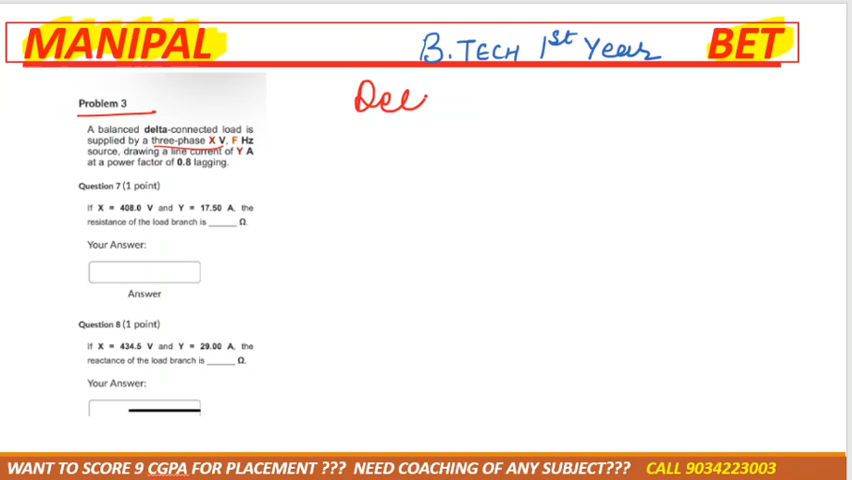 MANIPAL
B. TECH 1st Year
BET
Problem 3
Del
A balanced delta-connected load is
supplied by a three-phase X V, F Hz
source, drawing a line current of Y A
at a power factor of 0.8 lagging.
Question 7 (1 point)
If X = 408.0 V and Y = 17.50 A, the
resistance of the load branch is _____ Ω.
Your Answer:
Answer
Question 8 (1 point)
If X = 434.5 V and Y = 29.00 A, the
reactance of the load branch is _____ Ω.
Your Answer:
WANT TO SCORE 9 CGPA FOR PLACEMENT ??? NEED COACHING OF ANY SUBJECT??? CALL 9034223003